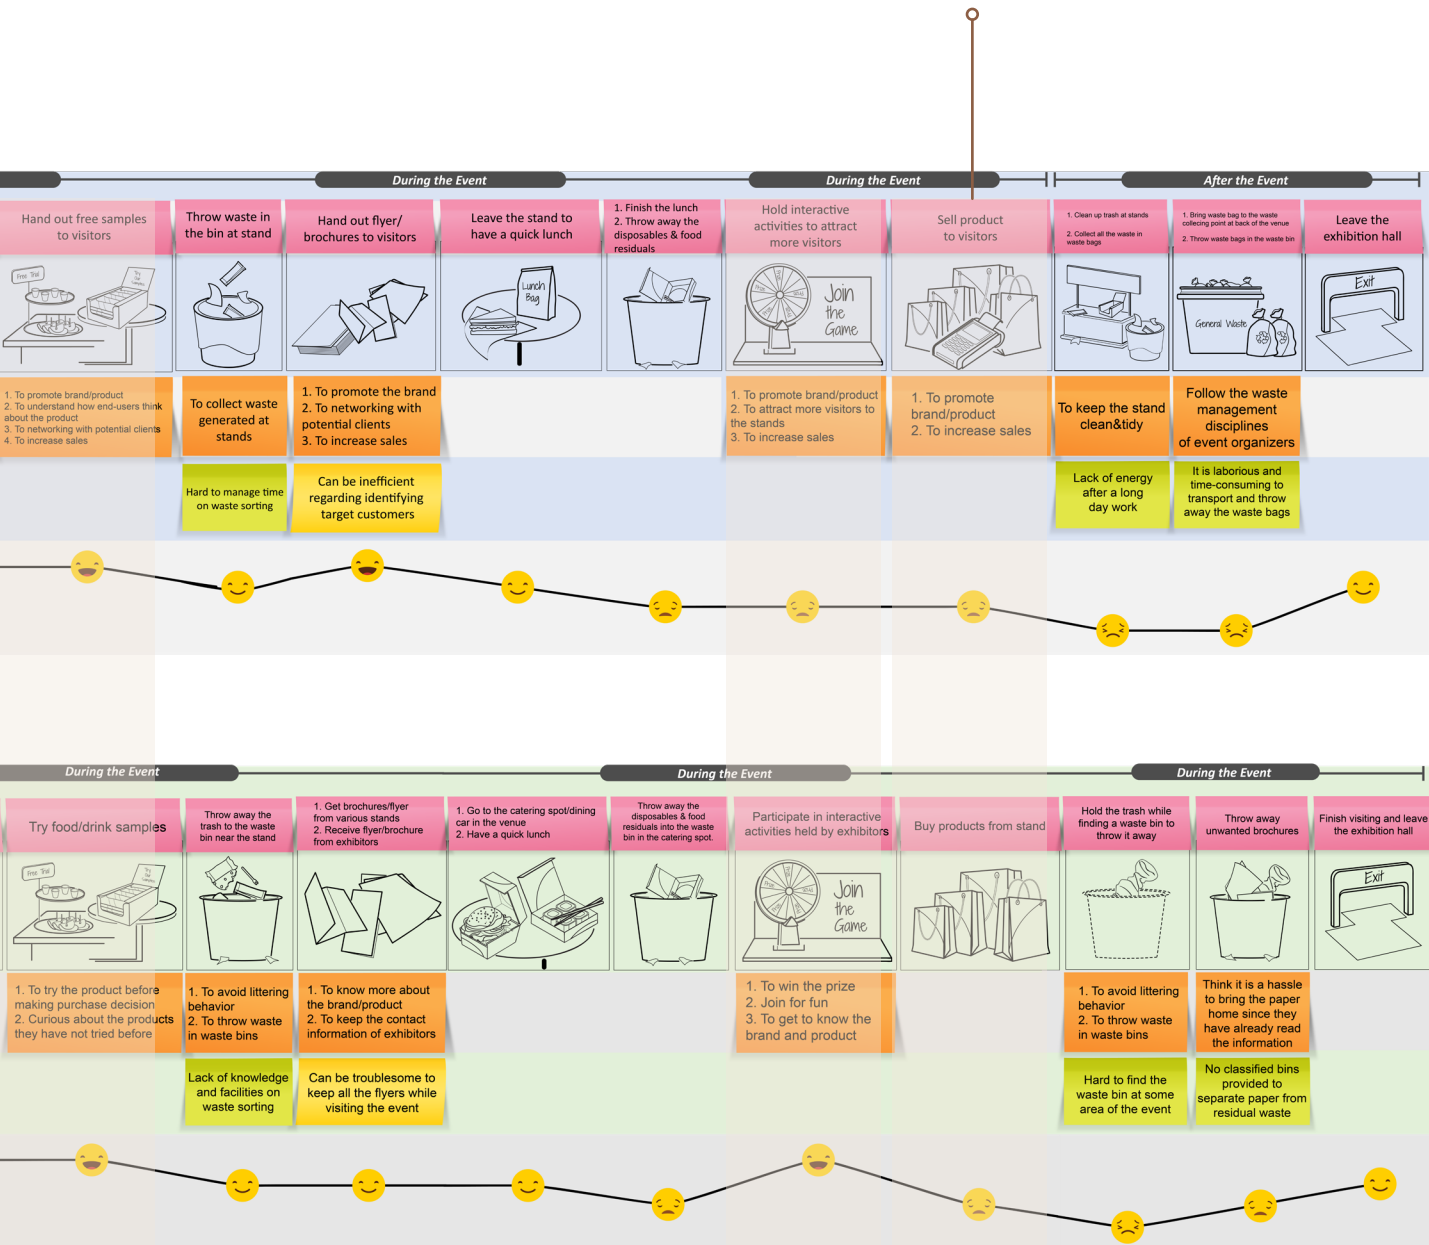 During the Event
During the Event
After the Event
Hand out free samples
to visitors
Throw waste in
the bin at stand
Hand out flyer/
brochures to visitors
Leave the stand to
have a quick lunch
1. Finish the lunch
2. Throw away the
disposables & food
residuals
Hold interactive
activities to attract
more visitors
Sell product
to visitors
1. Clean up trash at stands
2. Collect all the waste in
waste bags
1. Bring waste bag to the waste
collecing point at back of the venue
2. Throw waste bags in the waste bin
Leave the
exhibition hall
Free Trial
Try
Our
Samples
Lunch
Bag
Join
the
Game
General Waste
Exit
1. To promote brand/product
2. To understand how end-users think
about the product
3. To networking with potential clients
4. To increase sales
To collect waste
generated at
stands
1. To promote the brand
2. To networking with
potential clients
3. To increase sales
1. To promote brand/product
2. To attract more visitors to
the stands
3. To increase sales
1. To promote
brand/product
2. To increase sales
To keep the stand
clean&tidy
Follow the waste
management
disciplines
of event organizers
Hard to manage time
on waste sorting
Can be inefficient
regarding identifying
target customers
Lack of energy
after a long
day work
It is laborious and
time-consuming to
transport and throw
away the waste bags
During the Event
During the Event
During the Event
Try food/drink samples
Throw away the
trash to the waste
bin near the stand
1. Get brochures/flyer
from various stands
2. Receive flyer/brochure
from exhibitors
1. Go to the catering spot/dining
car in the venue
2. Have a quick lunch
Throw away the
disposables & food
residuals into the waste
bin in the catering spot.
Participate in interactive
activities held by exhibitors
Buy products from stand
Hold the trash while
finding a waste bin to
throw it away
Throw away
unwanted brochures
Finish visiting and leave
the exhibition hall
Free Trial
Try
Our
Samples
Join
the
Game
Exit
1. To try the product before
making purchase decision
2. Curious about the products
they have not tried before
1. To avoid littering
behavior
2. To throw waste
in waste bins
1. To know more about
the brand/product
2. To keep the contact
information of exhibitors
1. To win the prize
2. Join for fun
3. To get to know the
brand and product
1. To avoid littering
behavior
2. To throw waste
in waste bins
Think it is a hassle
to bring the paper
home since they
have already read
the information
Lack of knowledge
and facilities on
waste sorting
Can be troublesome to
keep all the flyers while
visiting the event
Hard to find the
waste bin at some
area of the event
No classified bins
provided to
separate paper from
residual waste